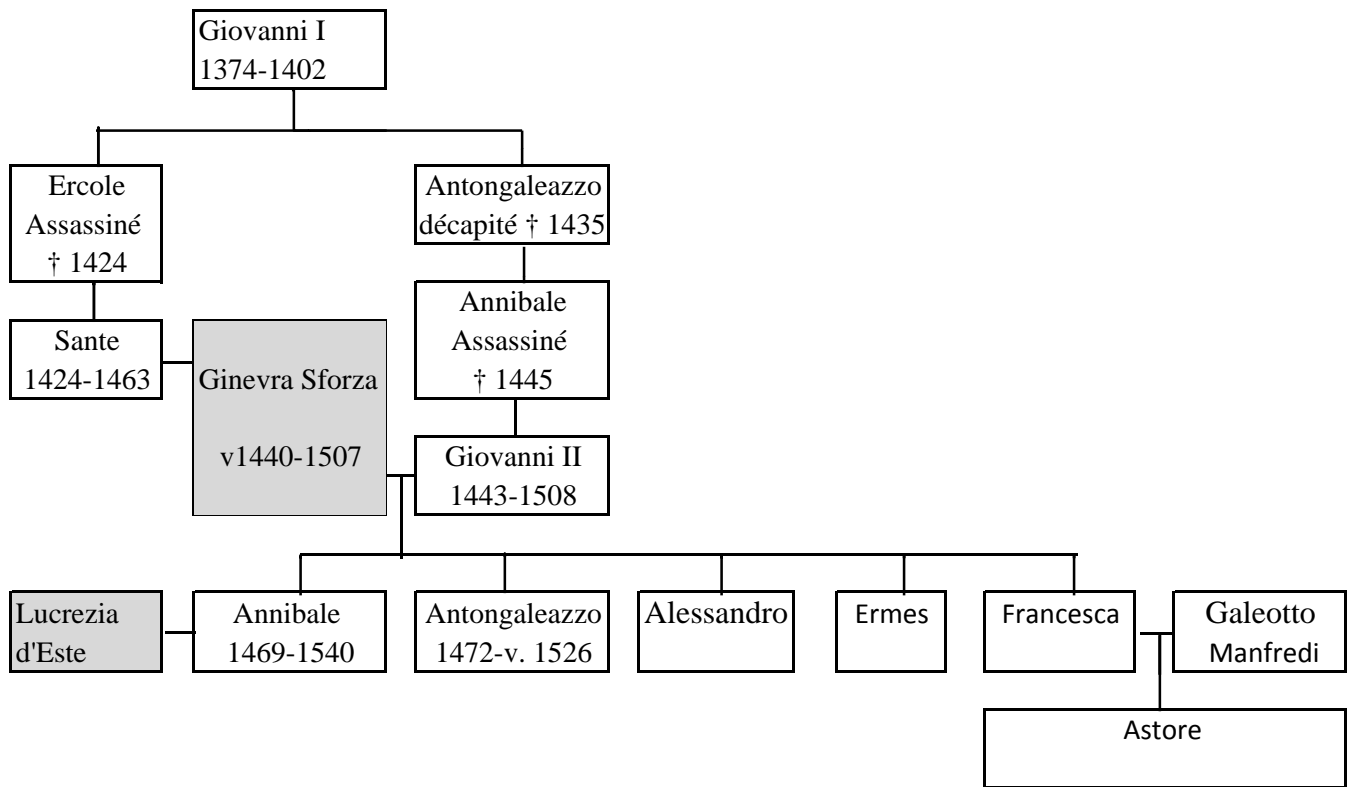 Giovanni I
1374-1402
Ercole
Assassiné
† 1424
Antongaleazzo
décapité † 1435
Annibale
Assassiné
† 1445
Sante
1424-1463
Ginevra Sforza
v1440-1507
Giovanni II
1443-1508
Lucrezia
d'Este
Annibale
1469-1540
Antongaleazzo
1472-v. 1526
Alessandro
Ermes
Francesca
Galeotto
Manfredi
Astore